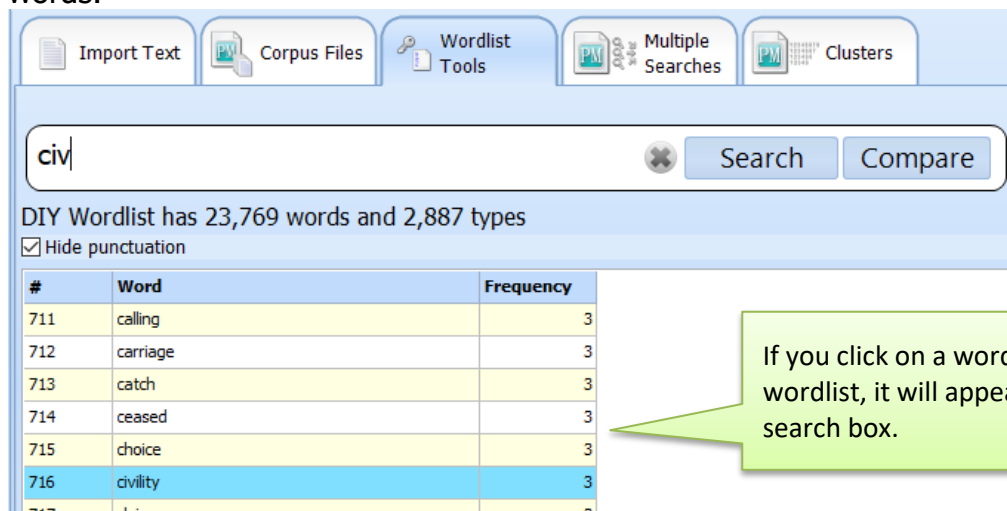 words.
Import Text
Corpus Files
Wordlist
Tools
Multiple
Searches
Clusters
civ
Search
Compare
DIY Wordlist has 23,769 words and 2,887 types
Hide punctuation
# Word Frequency
711 calling 3
712 carriage 3
713 catch 3
714 ceased 3
715 choice 3
716 civility 3
If you click on a word
wordlist, it will appea
search box.